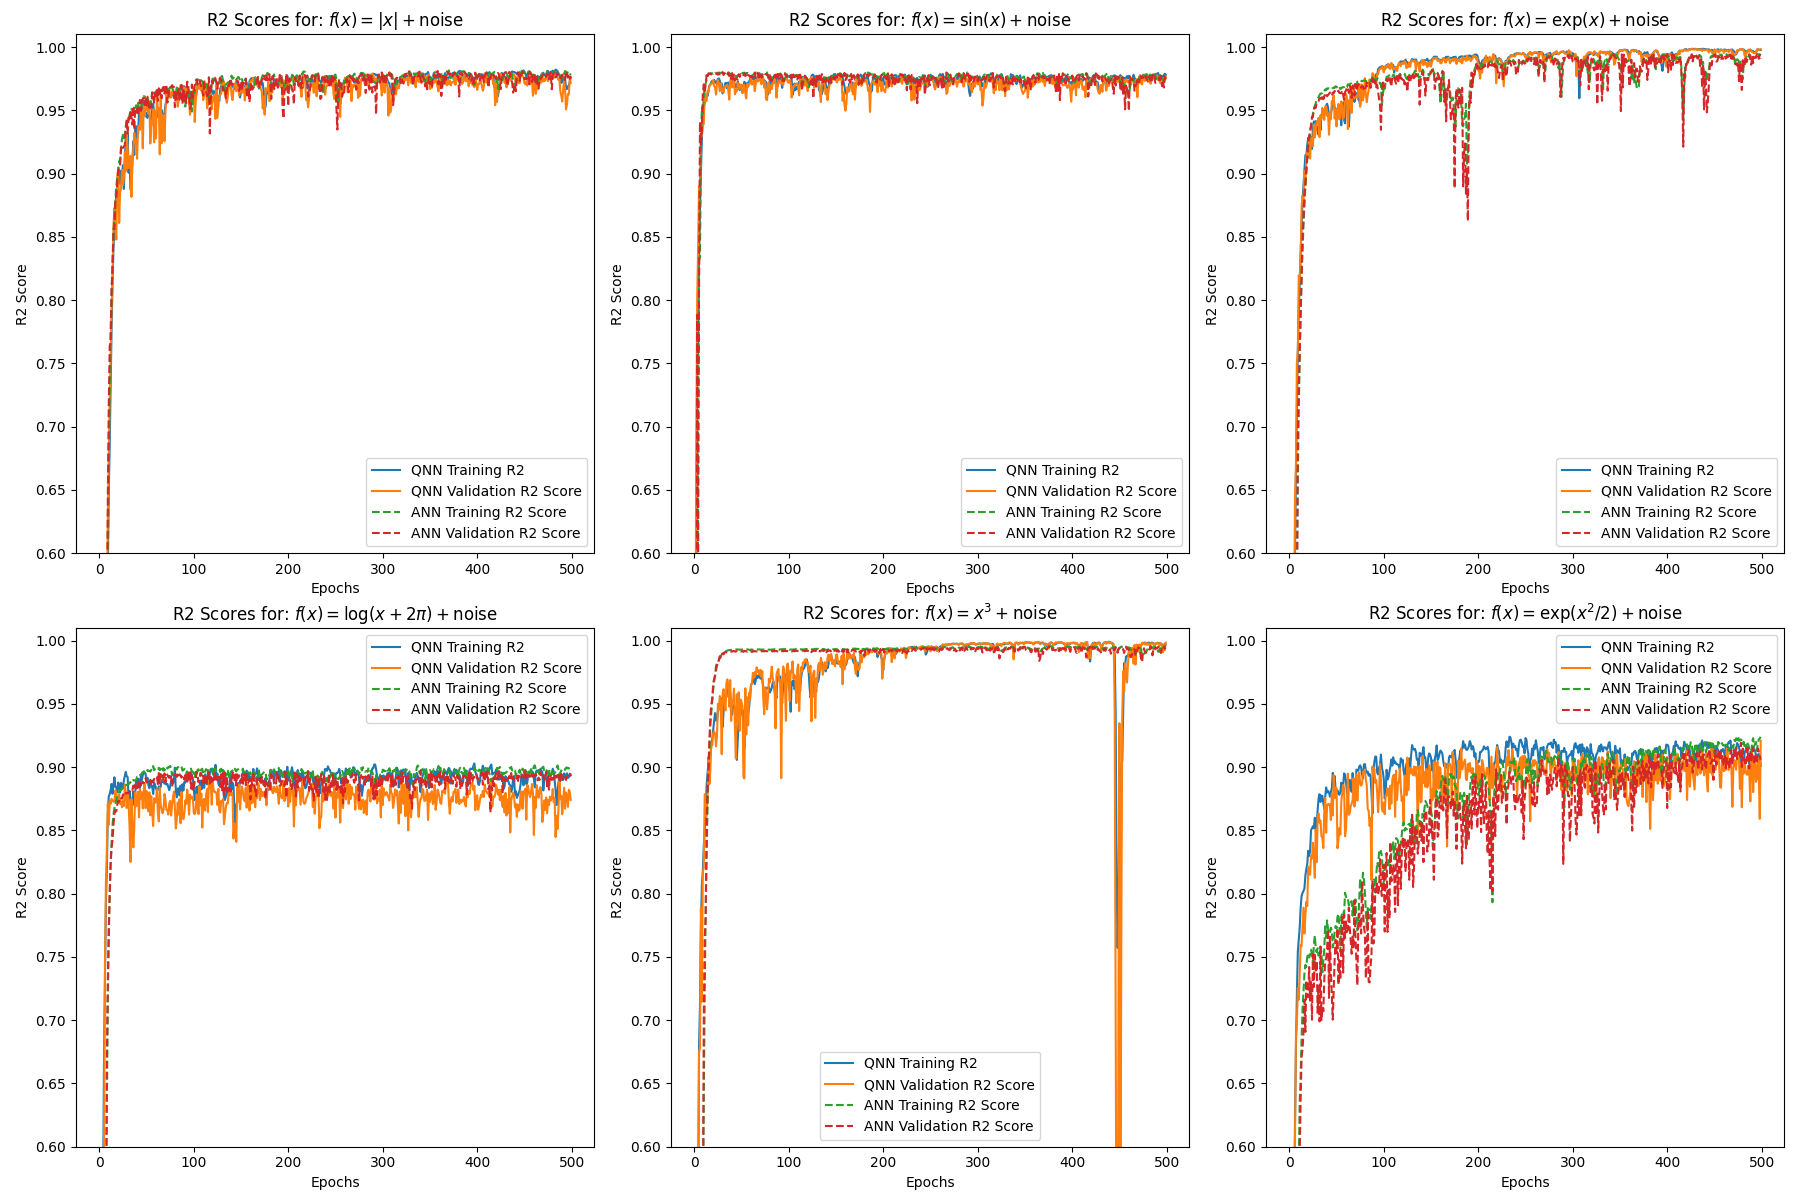 R2 Scores for: f(x) = |x| + noise
R2 Score
1.00
0.95
0.90
0.85
0.80
0.75
0.70
0.65
0.60
QNN Training R2
QNN Validation R2 Score
ANN Training R2 Score
ANN Validation R2 Score
0 100 200 300 400 500
Epochs
R2 Scores for: f(x) = sin(x) + noise
R2 Score
1.00
0.95
0.90
0.85
0.80
0.75
0.70
0.65
0.60
QNN Training R2
QNN Validation R2 Score
ANN Training R2 Score
ANN Validation R2 Score
0 100 200 300 400 500
Epochs
R2 Scores for: f(x) = exp(x) + noise
R2 Score
1.00
0.95
0.90
0.85
0.80
0.75
0.70
0.65
0.60
QNN Training R2
QNN Validation R2 Score
ANN Training R2 Score
ANN Validation R2 Score
0 100 200 300 400 500
Epochs
R2 Scores for: f(x) = log(x + 2π) + noise
R2 Score
1.00
0.95
0.90
0.85
0.80
0.75
0.70
0.65
0.60
QNN Training R2
QNN Validation R2 Score
ANN Training R2 Score
ANN Validation R2 Score
0 100 200 300 400 500
Epochs
R2 Scores for: f(x) = x³ + noise
R2 Score
1.00
0.95
0.90
0.85
0.80
0.75
0.70
0.65
0.60
QNN Training R2
QNN Validation R2 Score
ANN Training R2 Score
ANN Validation R2 Score
0 100 200 300 400 500
Epochs
R2 Scores for: f(x) = exp(x²/2) + noise
R2 Score
1.00
0.95
0.90
0.85
0.80
0.75
0.70
0.65
0.60
QNN Training R2
QNN Validation R2 Score
ANN Training R2 Score
ANN Validation R2 Score
0 100 200 300 400 500
Epochs